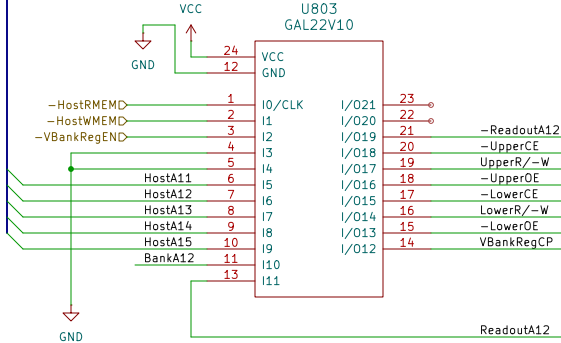 VCC
U803
GAL22V10
GND
24 VCC
12 GND
-HostRMEM 1 I0/CLK I/O21 23
-HostWMEM 2 I1 I/O20 22
-VBankRegEN 3 I2 I/O19 21 -ReadoutA12
4 I3 I/O18 20 -UpperCE
5 I4 I/O17 19 UpperR/-W
HostA11 6 I5 I/O16 18 -UpperOE
HostA12 7 I6 I/O15 17 -LowerCE
HostA13 8 I7 I/O14 16 LowerR/-W
HostA14 9 I8 I/O13 15 -LowerOE
HostA15 10 I9 I/O12 14 VBankRegCP
BankA12 11 I10
13 I11
GND
ReadoutA12